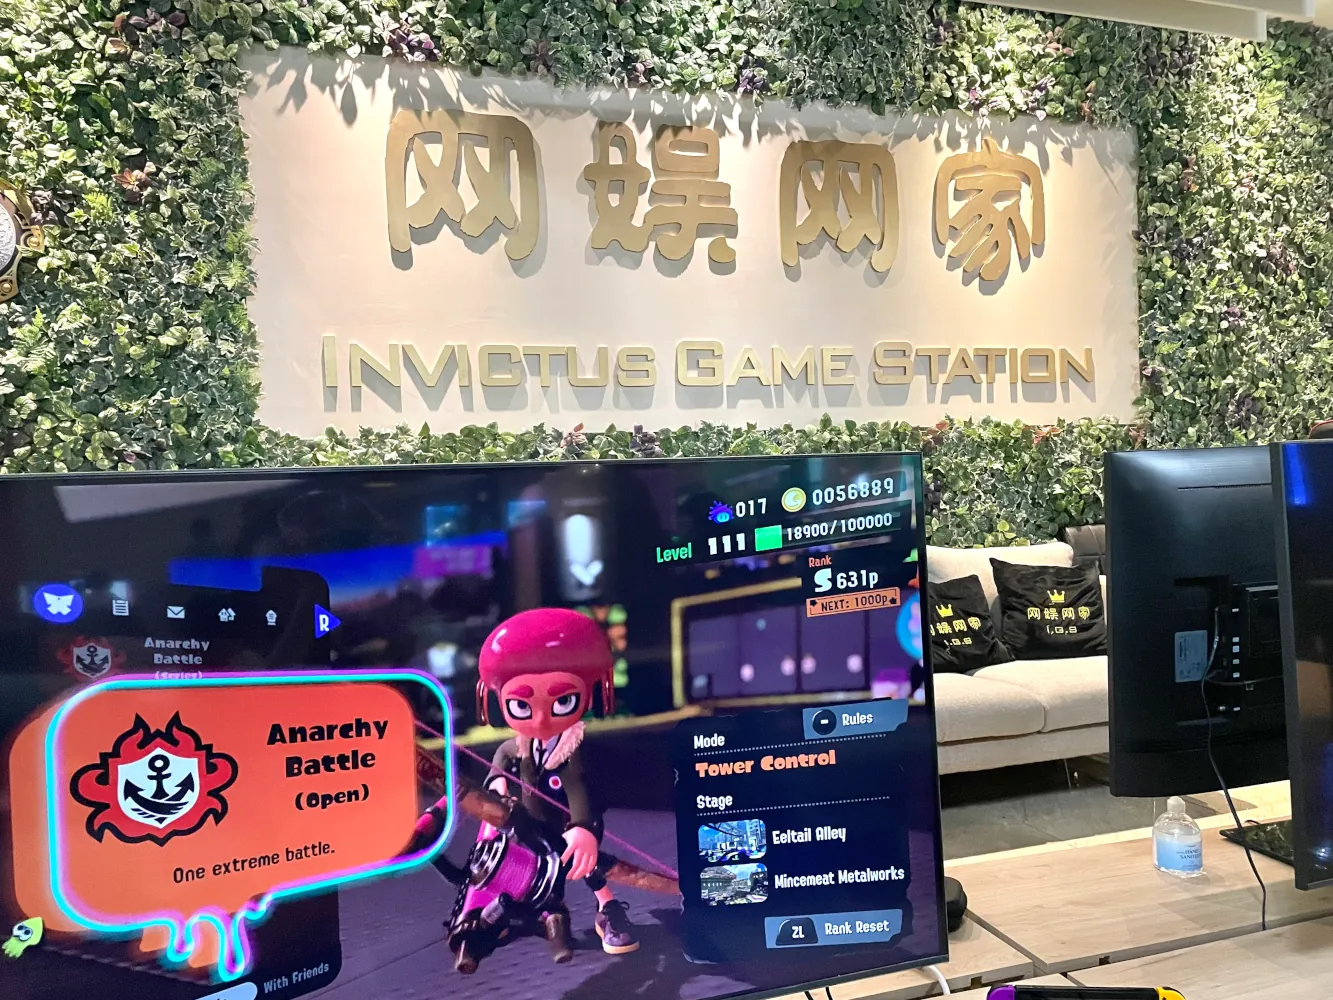 网娱网家
INVICTUS GAME STATION
017 0056889
Level 111 18900/100000
Rank
S 631p
NEXT: 1000p
R
Anarchy
Battle
(Series)
Anarchy
Battle
(Open)
One extreme battle.
With Friends
Rules
Mode
Tower Control
Stage
Eeltail Alley
Mincemeat Metalworks
ZL Rank Reset
网娱网家
I.G.S
网娱网家
I.G.S
HAND
SANITIZER